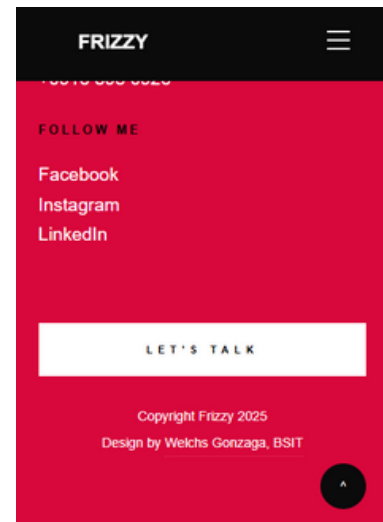 FRIZZY
FOLLOW ME
Facebook
Instagram
LinkedIn
LET'S TALK
Copyright Frizzy 2025
Design by Welchs Gonzaga, BSIT
^